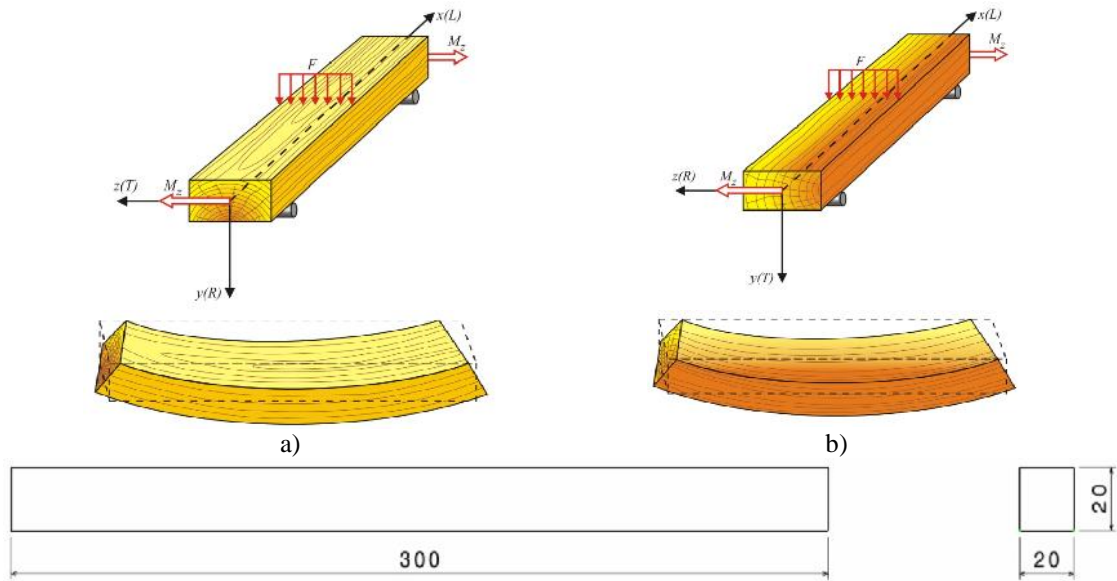 x(L)
M_z
F
z(T)
M_z
y(R)
x(L)
M_z
F
z(R)
M_z
y(T)
a)
b)
300
20
20